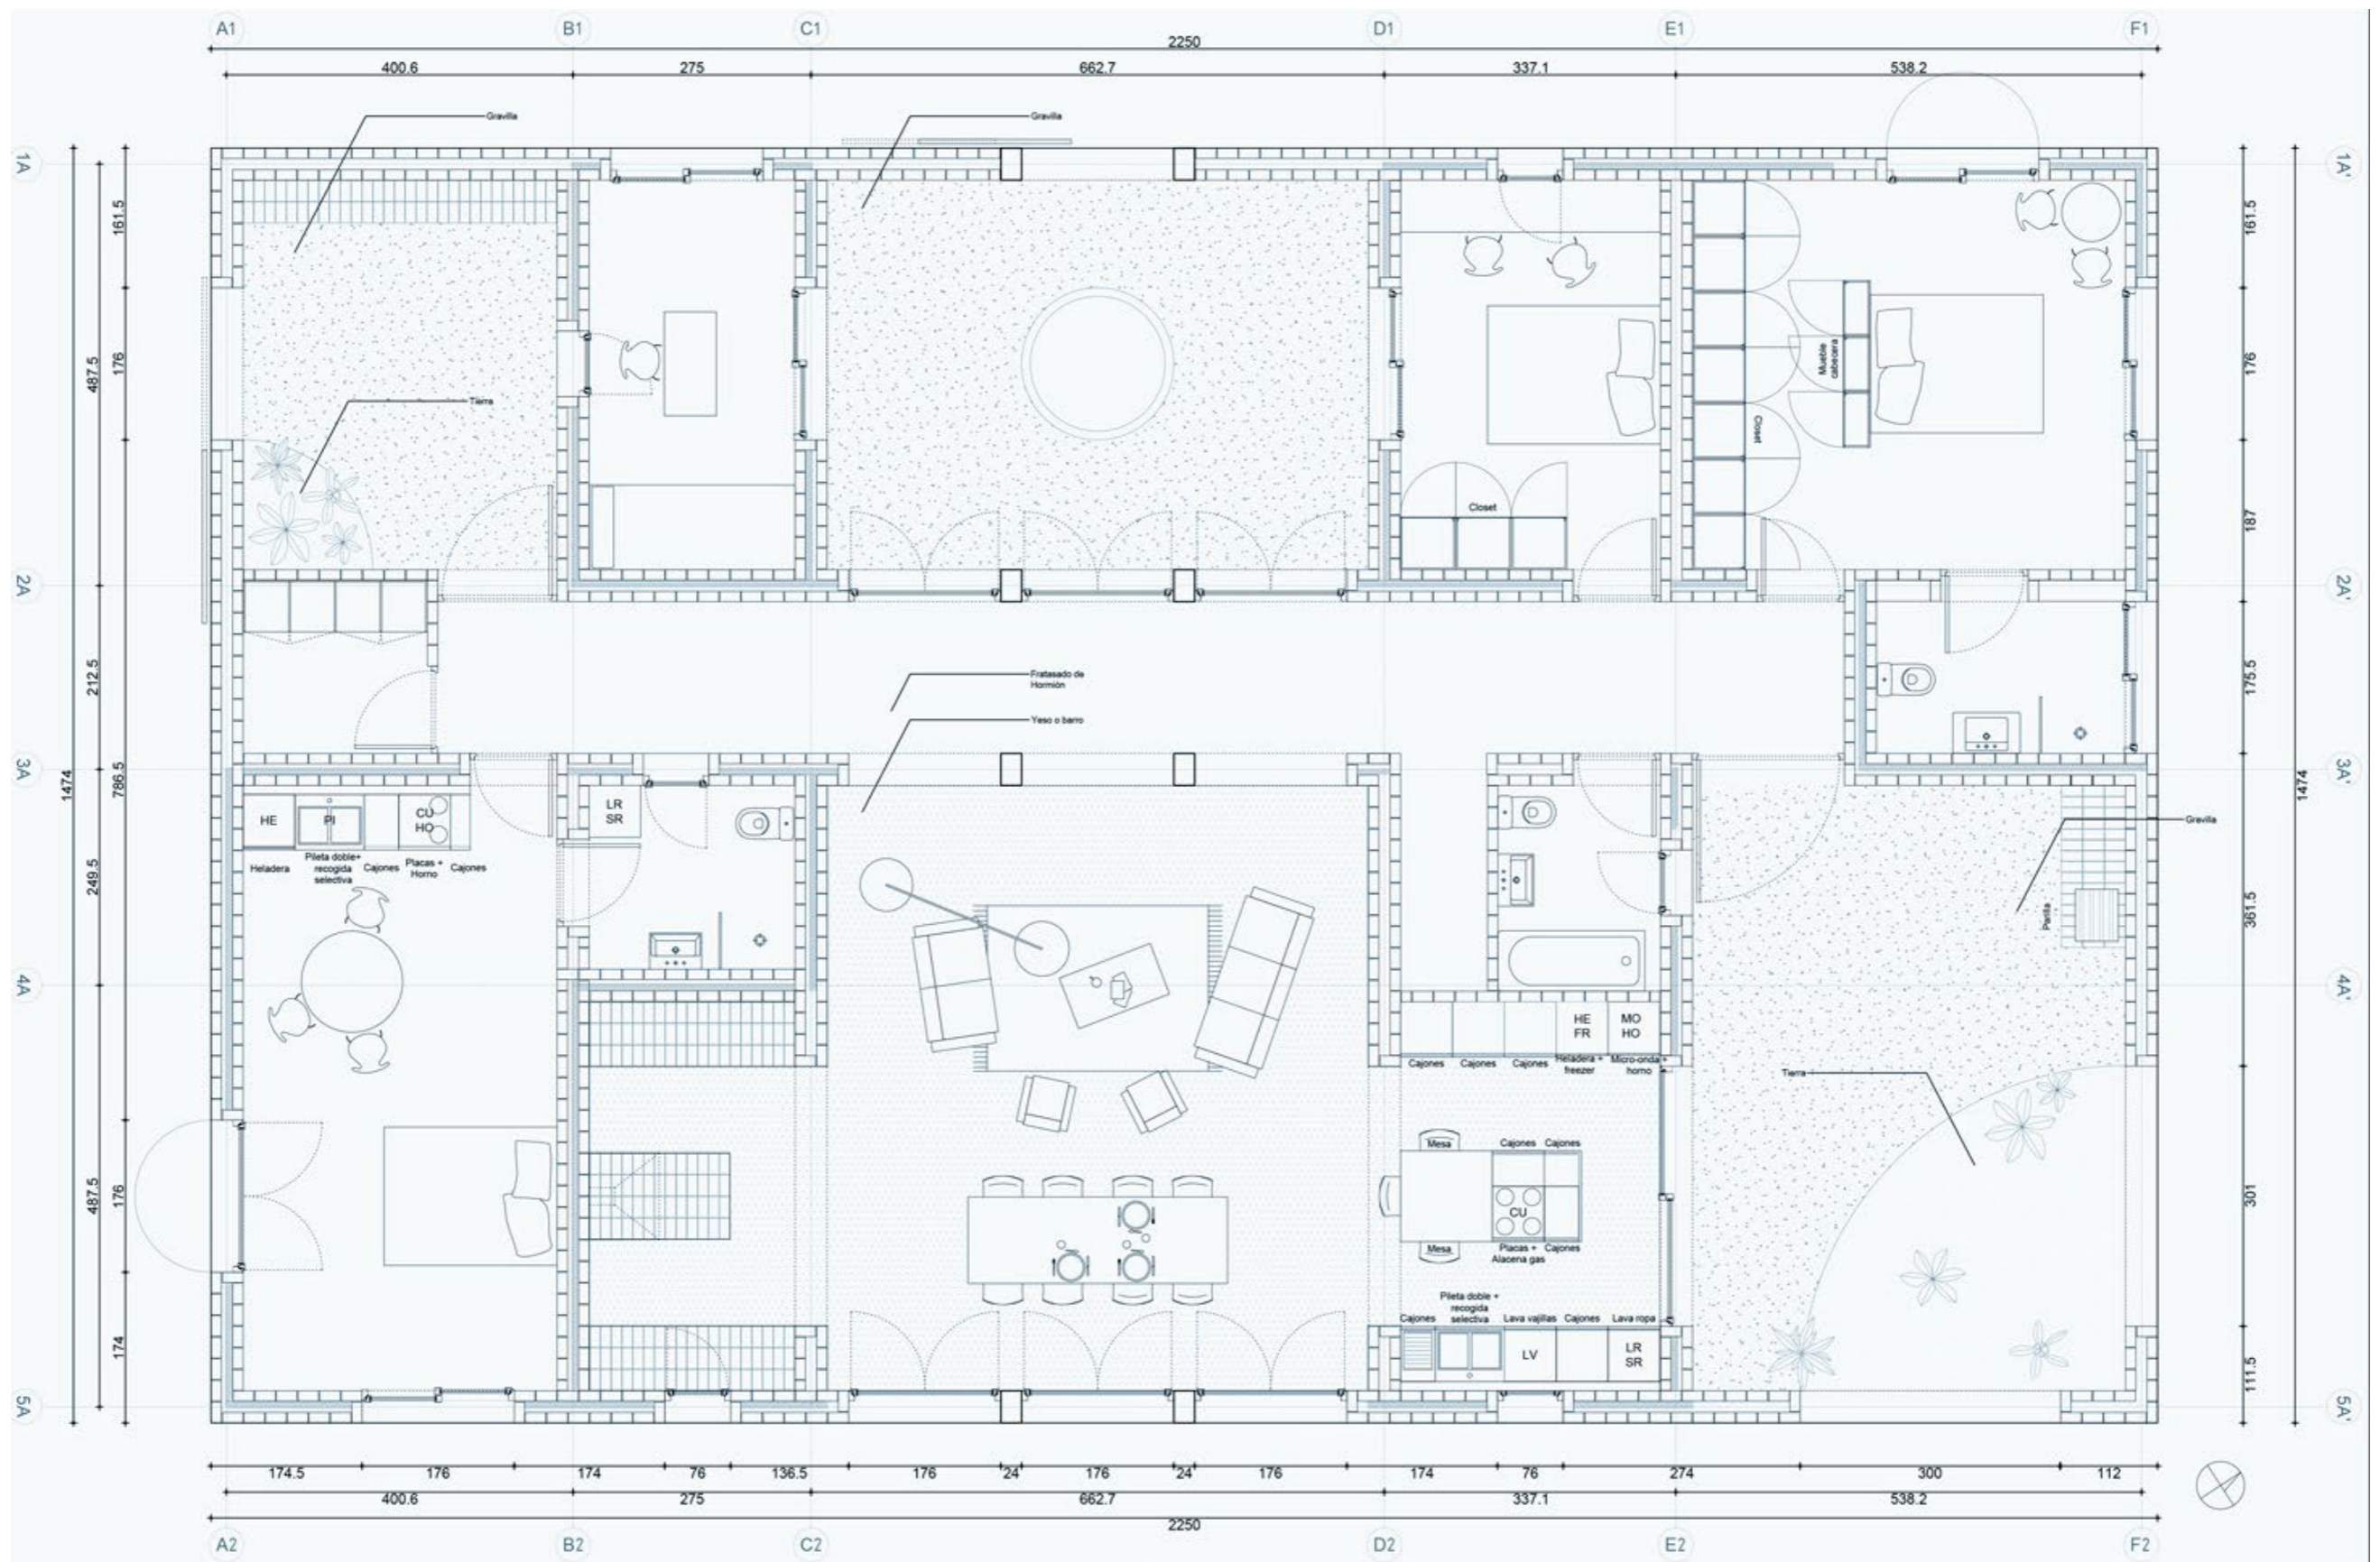 A1
B1
C1
D1
E1
F1
2250
400.6
275
662.7
337.1
538.2
Gravilla
Gravilla
1A
1A'
161.5
161.5
487.5
176
176
Mueble
cabecera
Tierra
Closet
Closet
187
2A
2A'
212.5
175.5
Fratasado de
Hormión
Yeso o barro
3A
3A'
1474
786.5
1474
LR
SR
HE
PI
CU
HO
Gravilla
Heladera
Pileta doble+
recogida
selectiva
Cajones
Placas +
Horno
Cajones
249.5
361.5
Parilla
4A
4A'
HE
FR
MO
HO
Cajones
Cajones
Cajones
Heladera +
freezer
Micro-onda +
horno
Tierra
Mesa
Cajones
Cajones
487.5
176
CU
301
Mesa
Placas +
Alacena gas
Cajones
Pileta doble +
recogida
selectiva
Cajones
Lava vajillas
Cajones
Lava ropa
174
LV
LR
SR
111.5
5A
5A'
174.5
176
174
76
136.5
176
24
176
24
176
174
76
274
300
112
400.6
275
662.7
337.1
538.2
2250
A2
B2
C2
D2
E2
F2